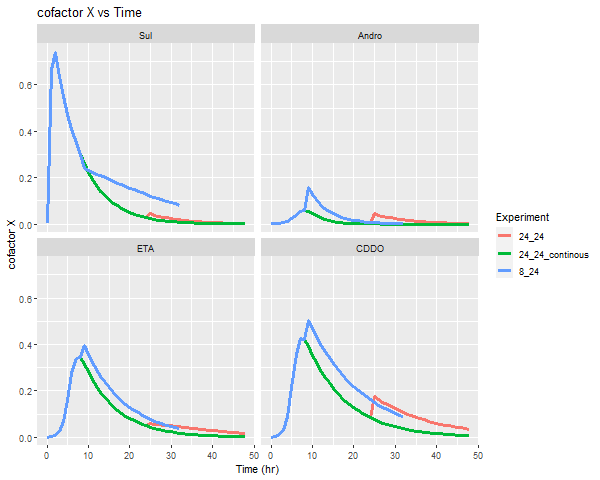 cofactor X vs Time
Sul Andro
0.6
0.4
0.2
0.0
ETA CDDO
0.6
0.4
0.2
0.0
0 10 20 30 40 50 0 10 20 30 40 50
Time (hr)
cofactor X
Experiment
24_24
24_24_continous
8_24